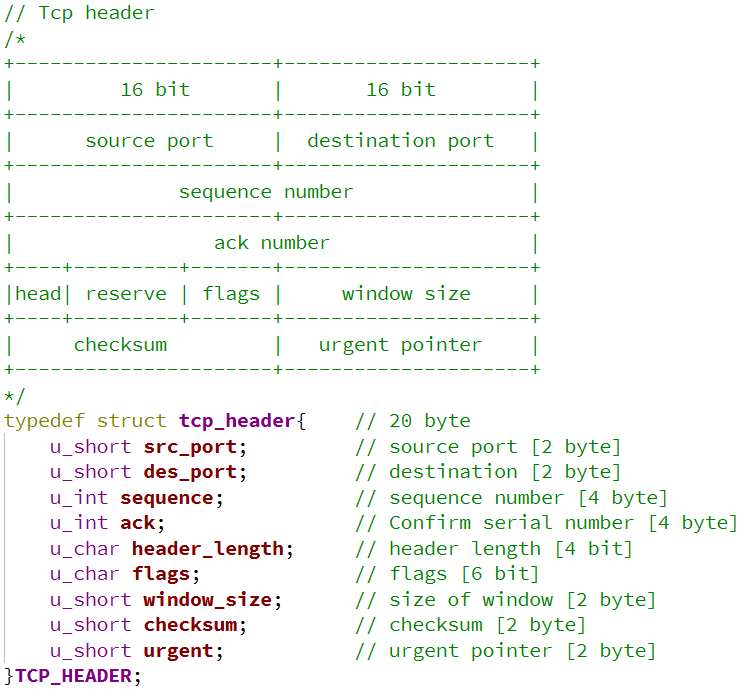 // Tcp header
/*
+----------------------+---------------------+
|         16 bit       |       16 bit        |
+----------------------+---------------------+
|      source port     |  destination port   |
+----------------------+---------------------+
|              sequence number               |
+----------------------+---------------------+
|                 ack number                 |
+----+---------+-------+---------------------+
|head| reserve | flags |     window size     |
+----+---------+-------+---------------------+
|     checksum         |   urgent pointer    |
+----------------------+---------------------+
*/
typedef struct tcp_header{    // 20 byte
    u_short src_port;         // source port [2 byte]
    u_short des_port;         // destination [2 byte]
    u_int sequence;           // sequence number [4 byte]
    u_int ack;                // Confirm serial number [4 byte]
    u_char header_length;     // header length [4 bit]
    u_char flags;             // flags [6 bit]
    u_short window_size;      // size of window [2 byte]
    u_short checksum;         // checksum [2 byte]
    u_short urgent;           // urgent pointer [2 byte]
}TCP_HEADER;